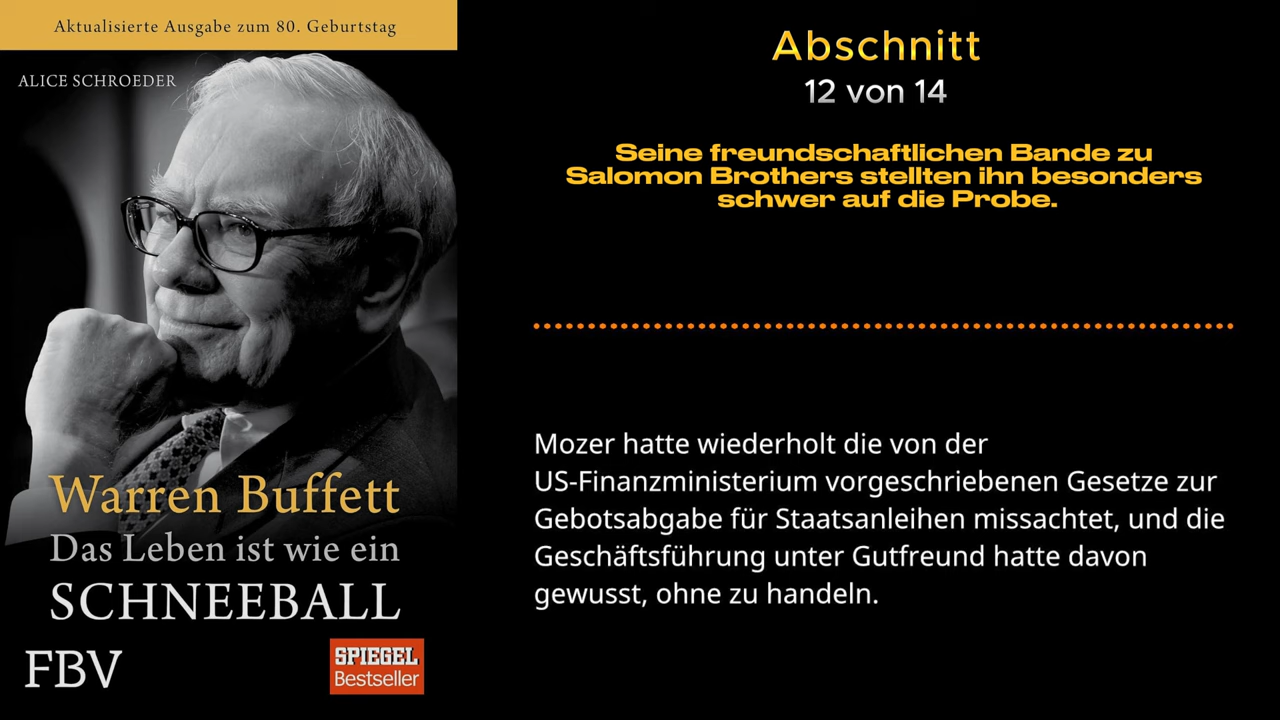 Aktualisierte Ausgabe zum 80. Geburtstag
ALICE SCHROEDER
Warren Buffett
Das Leben ist wie ein
SCHNEEBALL
FBV
SPIEGEL
Bestseller
Abschnitt
12 von 14
Seine freundschaftlichen Bande zu
Salomon Brothers stellten ihn besonders
schwer auf die Probe.
Mozer hatte wiederholt die von der
US-Finanzministerium vorgeschriebenen Gesetze zur
Gebotsabgabe für Staatsanleihen missachtet, und die
Geschäftsführung unter Gutfreund hatte davon
gewusst, ohne zu handeln.